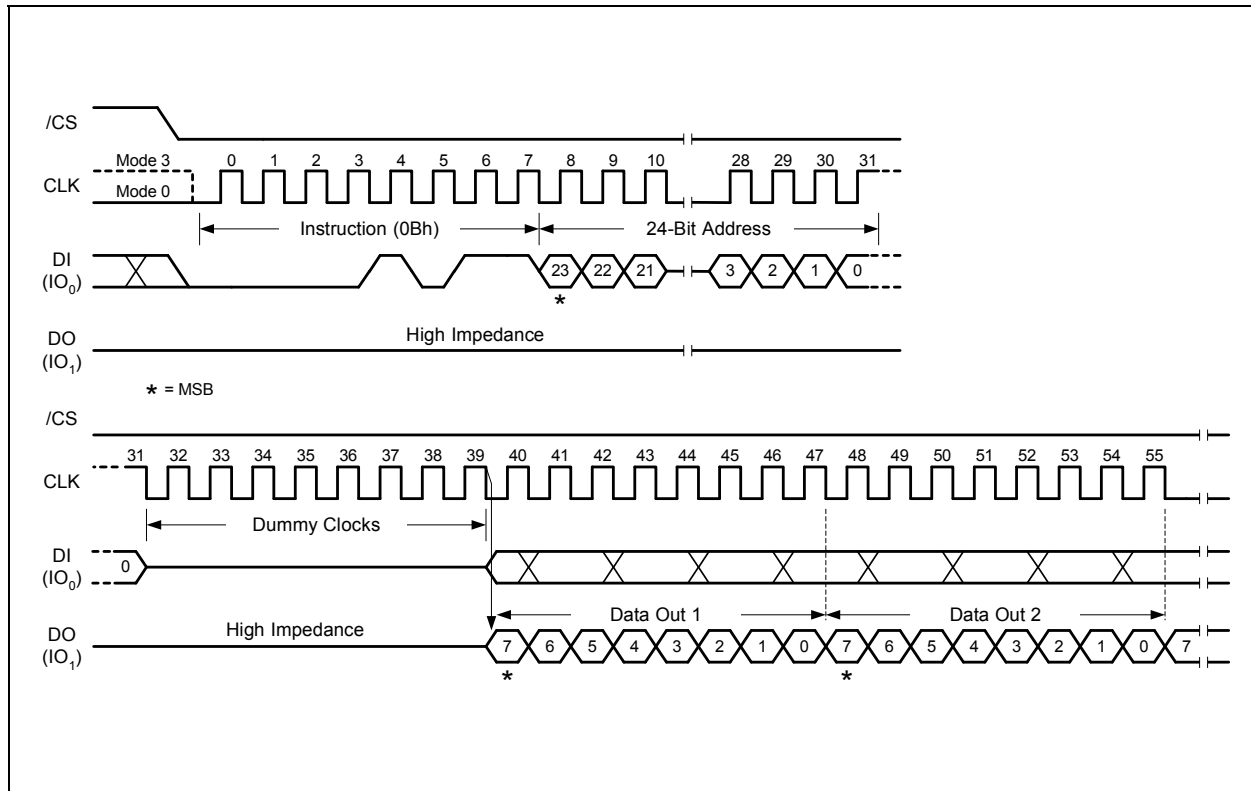 /CS
Mode 3
0 1 2 3 4 5 6 7 8 9 10 28 29 30 31
CLK
Mode 0
Instruction (0Bh) 24-Bit Address
DI
(IO0)
23 22 21 3 2 1 0
*
High Impedance
DO
(IO1)
* = MSB
/CS
31 32 33 34 35 36 37 38 39 40 41 42 43 44 45 46 47 48 49 50 51 52 53 54 55
CLK
Dummy Clocks
DI
(IO0)
0
Data Out 1 Data Out 2
High Impedance
DO
(IO1)
7 6 5 4 3 2 1 0 7 6 5 4 3 2 1 0 7
* *